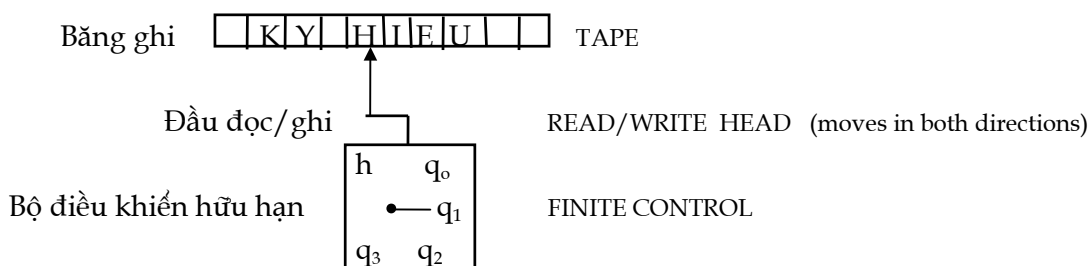 Băng ghi K Y H I E U TAPE
Đầu đọc/ghi READ/WRITE HEAD (moves in both directions)
h q₀
Bộ điều khiển hữu hạn q₁ FINITE CONTROL
q₃ q₂